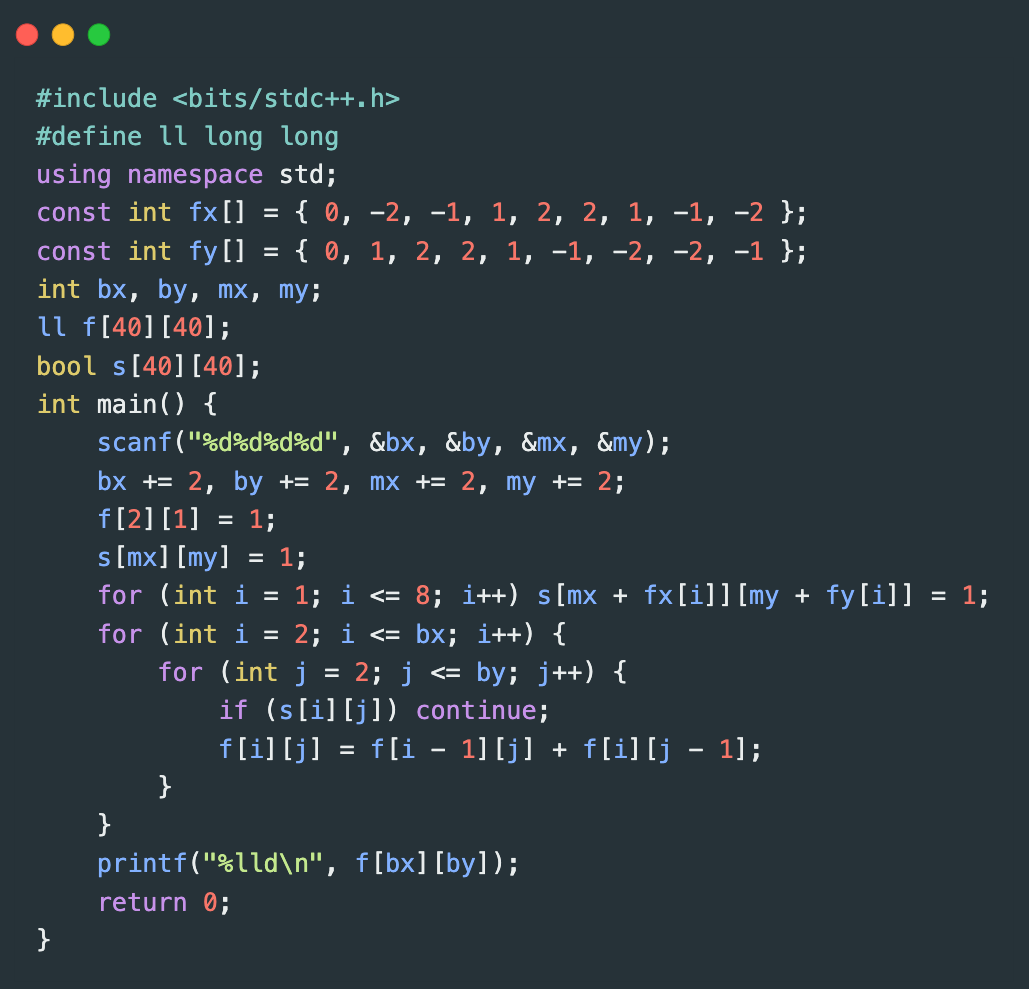 #include <bits/stdc++.h>
#define ll long long
using namespace std;
const int fx[] = { 0, -2, -1, 1, 2, 2, 1, -1, -2 };
const int fy[] = { 0, 1, 2, 2, 1, -1, -2, -2, -1 };
int bx, by, mx, my;
ll f[40][40];
bool s[40][40];
int main() {
    scanf("%d%d%d%d", &bx, &by, &mx, &my);
    bx += 2, by += 2, mx += 2, my += 2;
    f[2][1] = 1;
    s[mx][my] = 1;
    for (int i = 1; i <= 8; i++) s[mx + fx[i]][my + fy[i]] = 1;
    for (int i = 2; i <= bx; i++) {
        for (int j = 2; j <= by; j++) {
            if (s[i][j]) continue;
            f[i][j] = f[i - 1][j] + f[i][j - 1];
        }
    }
    printf("%lld\n", f[bx][by]);
    return 0;
}